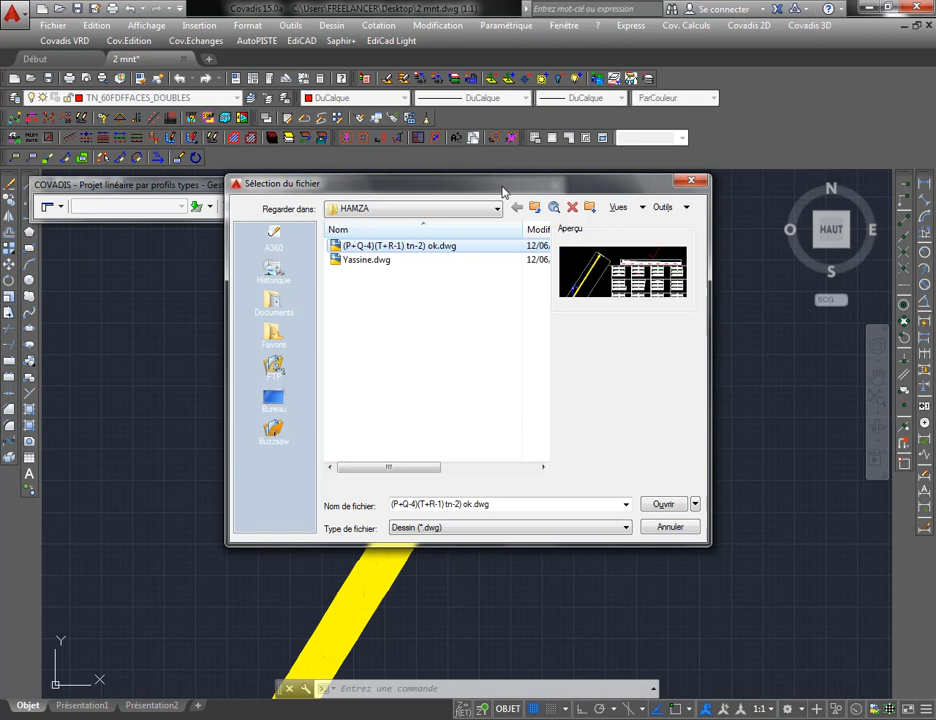 Covadis 15.0a C:\Users\FREELANCER\Desktop\2 mnt.dwg (1:1)
Entrez mot-clé ou expression
Se connecter
Fichier Edition Affichage Insertion Format Outils Dessin Cotation Modification Paramétrique Fenêtre ? Express Cov. Calculs Covadis 2D Covadis 3D
Cov VRD Cov.Edition Cov.Echanges AutoPISTE EdiCAD Saphir+ EdiCad Light
Début 2 mnt*
TN_60FDFFACES_DOUBLES DuCalque DuCalque DuCalque ParCouleur
COVADIS - Projet linéaire par profils types - Gest
Sélection du fichier
Regarder dans: HAMZA Vues Outils
Nom Modif Aperçu
(P+Q-4)(T+R-1) tn-2) ok.dwg 12/06
Yassine.dwg 12/06
A360
Historique
Documents
Favoris
FTP
Bureau
Buzzsaw
Nom de fichier: (P+Q-4)(T+R-1) tn-2) ok.dwg Ouvrir
Type de fichier: Dessin (*.dwg) Annuler
N
O HAUT E
S
SCG
Y
X
Entrez une commande
Objet Présentation1 Présentation2 + OBJET 1:1